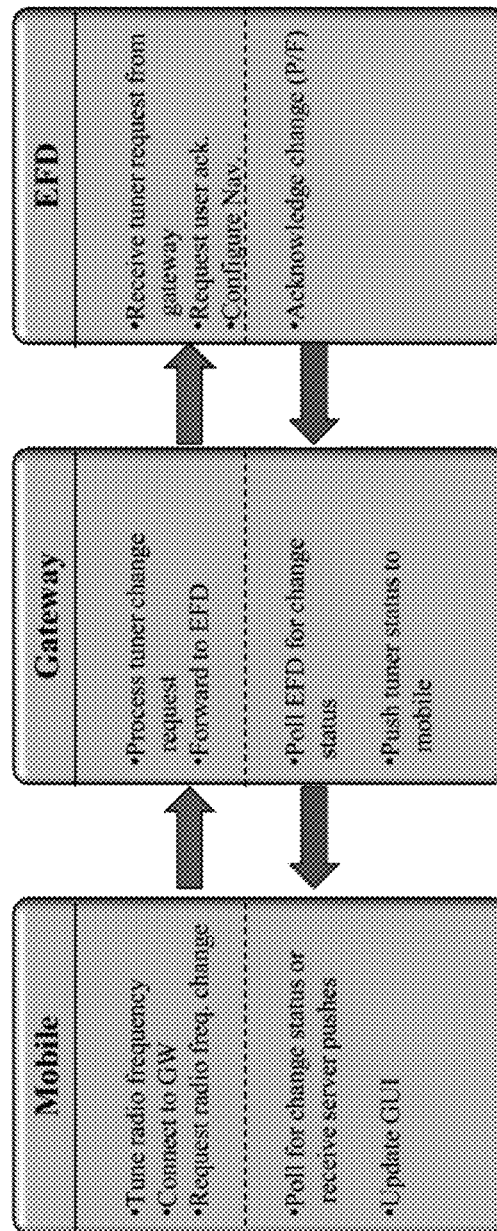 Mobile
•Tune radio frequency
•Connect to GW
•Request radio freq. change
•Poll for change status or
receive server pushes
•Update GUI
Gateway
•Process tuner change
request
•Forward to EFD
•Poll EFD for change
status
•Push tuner status to
mobile
EFD
•Receive tuner request from
gateway
•Request user ack.
•Configure Nav.
•Acknowledge change (P/F)